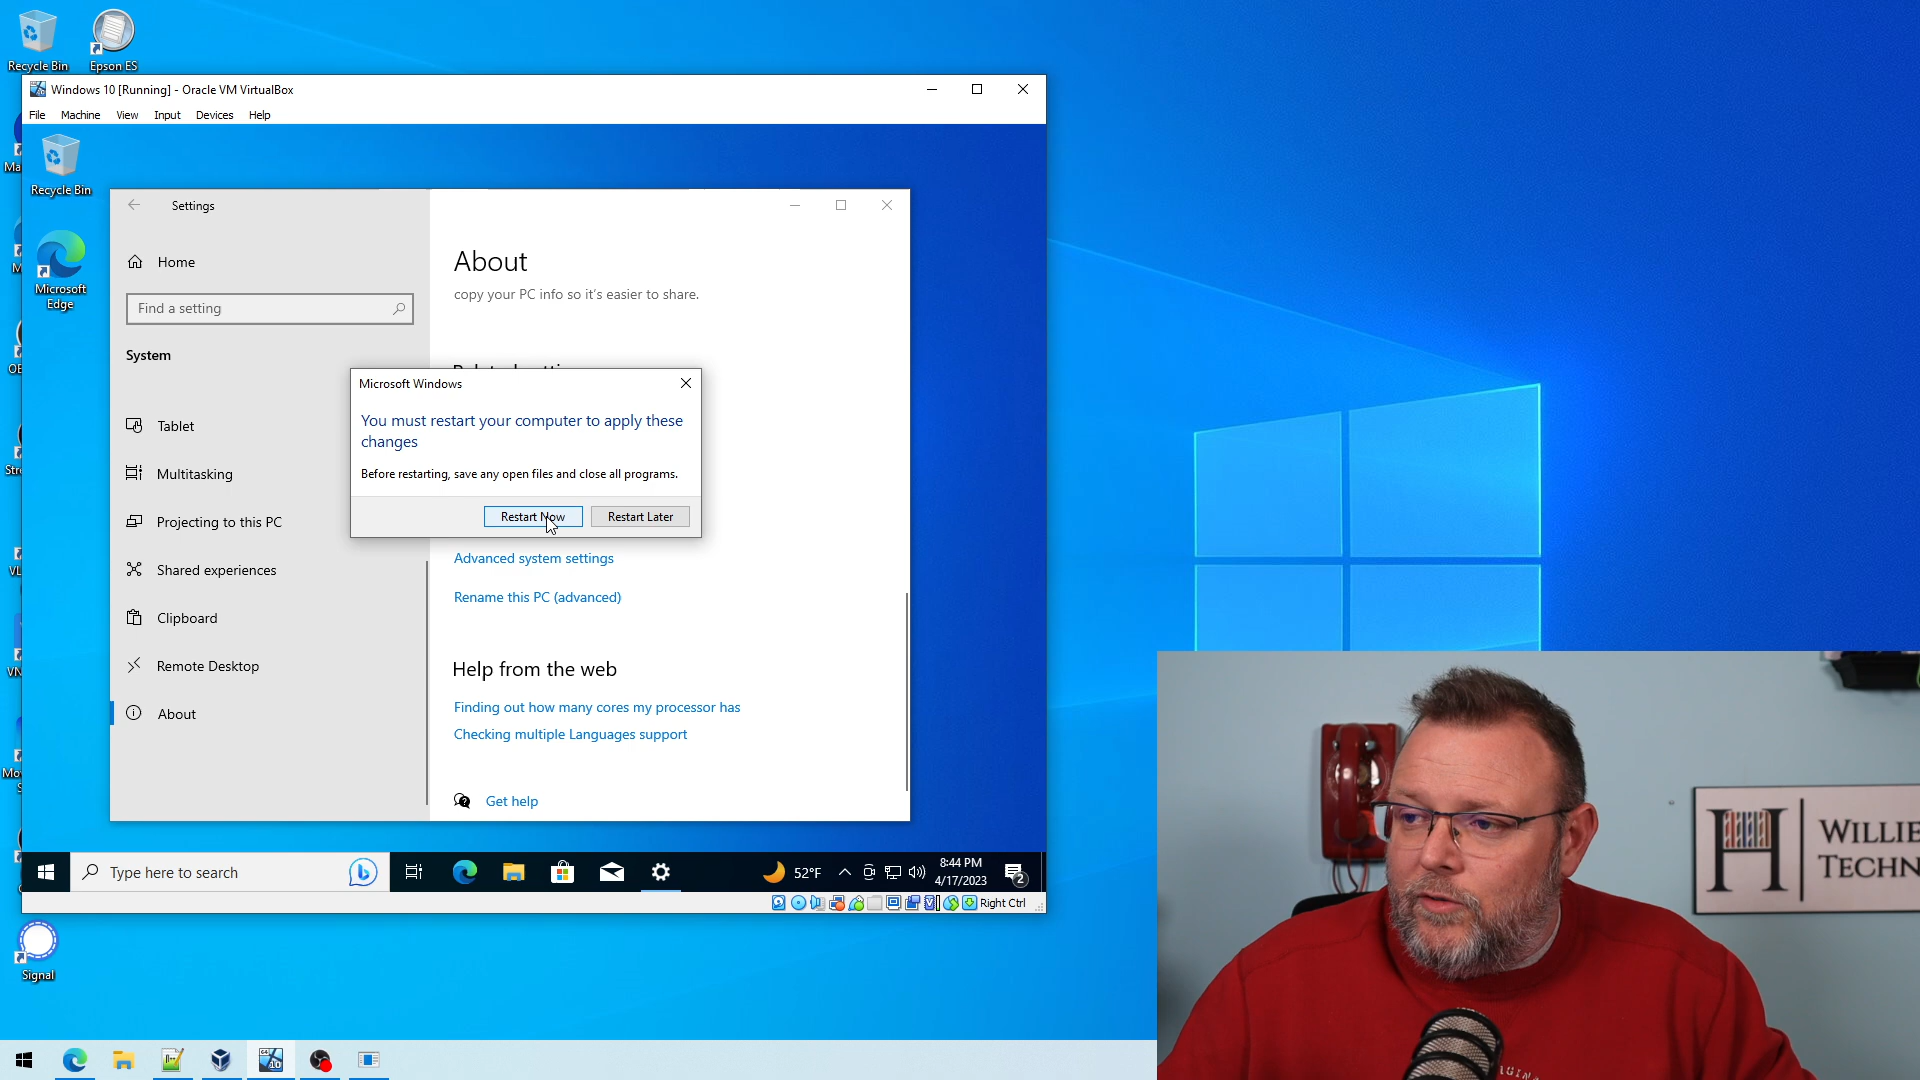 Recycle Bin
Epson ES
Windows 10 [Running] - Oracle VM VirtualBox
File Machine View Input Devices Help
Recycle Bin
Microsoft
Edge
Settings
Home
Find a setting
System
Tablet
Multitasking
Projecting to this PC
Shared experiences
Clipboard
Remote Desktop
About
About
copy your PC info so it's easier to share.
Microsoft Windows
You must restart your computer to apply these
changes
Before restarting, save any open files and close all programs.
Restart Now
Restart Later
Advanced system settings
Rename this PC (advanced)
Help from the web
Finding out how many cores my processor has
Checking multiple Languages support
Get help
Type here to search
52°F
8:44 PM
4/17/2023
2
Right Ctrl
Signal
H
WILLIE
TECHN